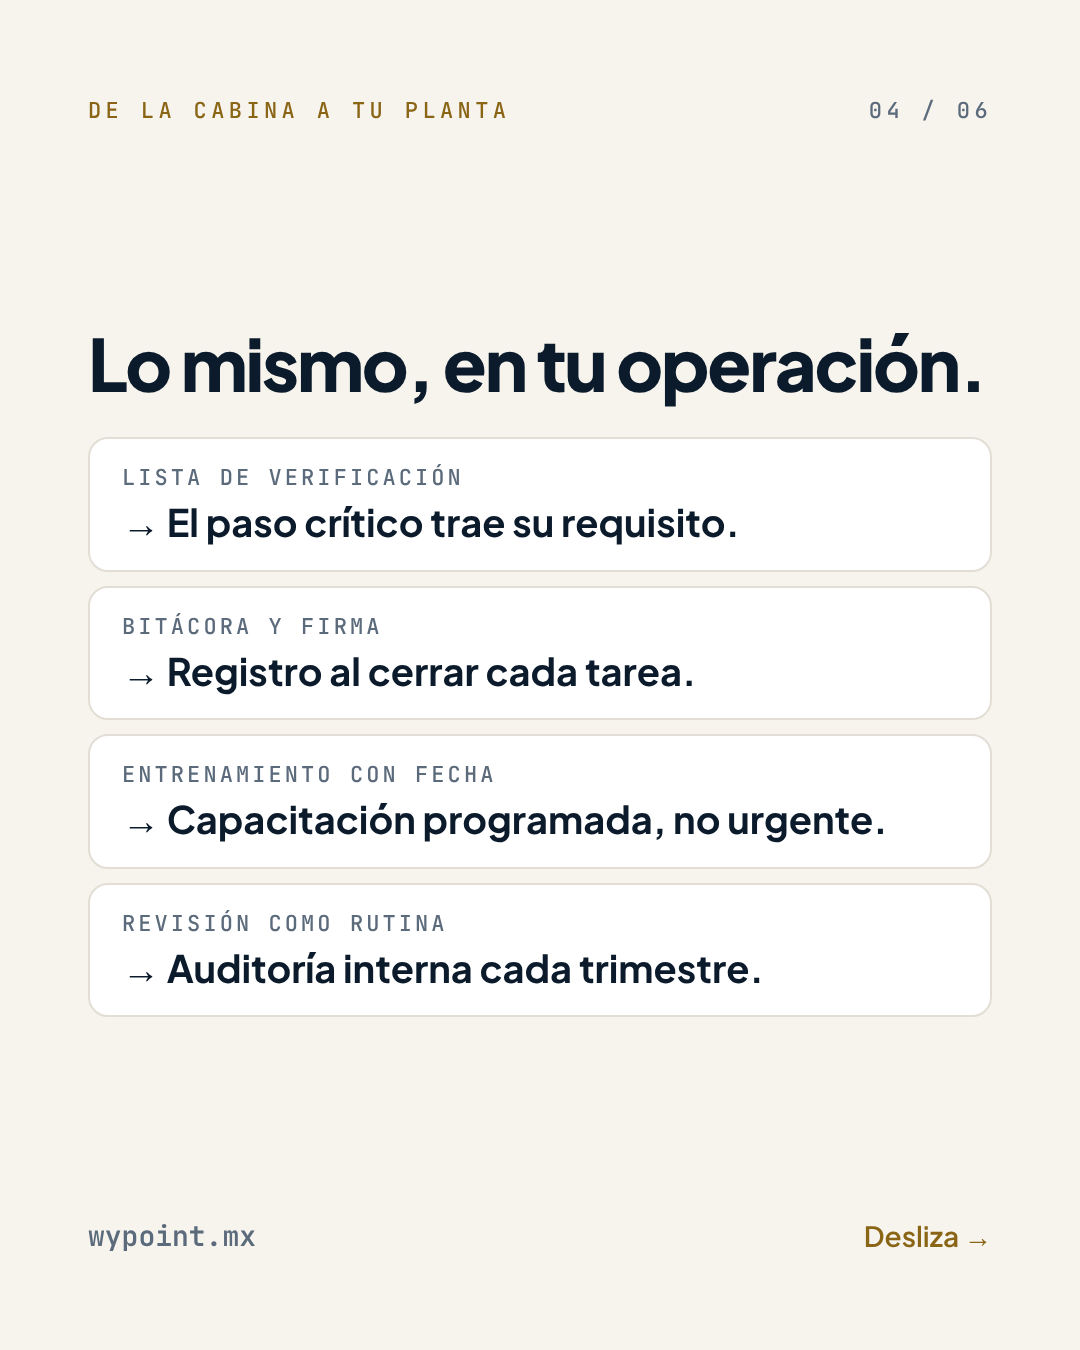 DE LA CABINA A TU PLANTA
04 / 06
Lo mismo, en tu operación.
LISTA DE VERIFICACIÓN
→ El paso crítico trae su requisito.
BITÁCORA Y FIRMA
→ Registro al cerrar cada tarea.
ENTRENAMIENTO CON FECHA
→ Capacitación programada, no urgente.
REVISIÓN COMO RUTINA
→ Auditoría interna cada trimestre.
wypoint.mx
Desliza →